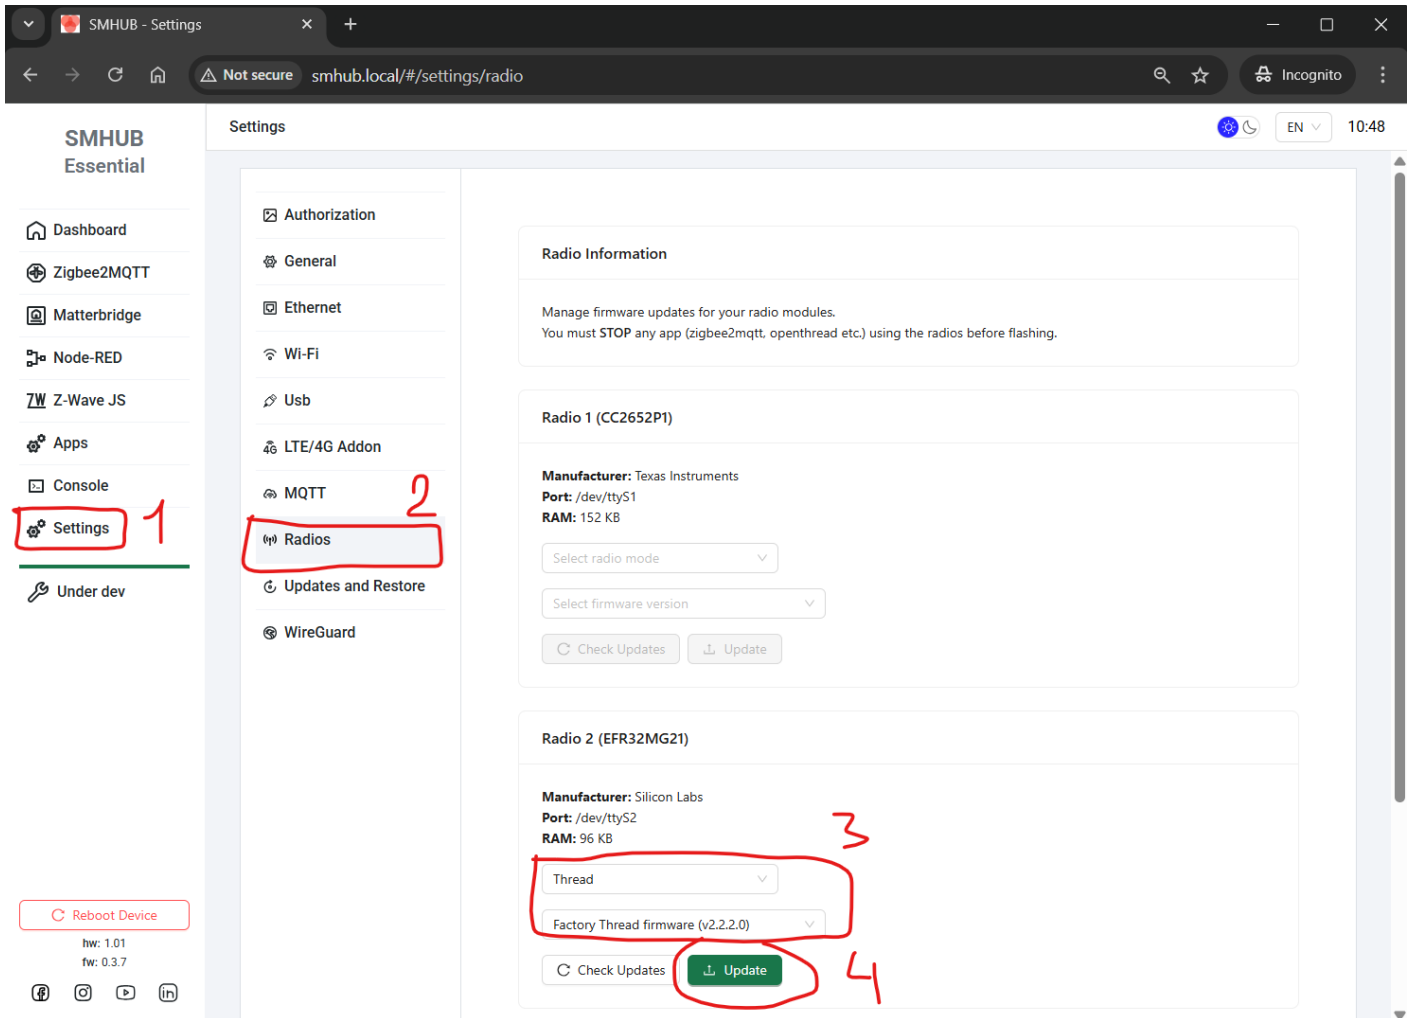 SMHUB - Settings
Not secure
smhub.local/#/settings/radio
Incognito
SMHUB
Essential
Settings
EN
10:48
Dashboard
Zigbee2MQTT
Matterbridge
Node-RED
7W Z-Wave JS
Apps
Console
Settings
1
Under dev
Reboot Device
hw: 1.01
fw: 0.3.7
Authorization
General
Ethernet
Wi-Fi
Usb
4G LTE/4G Addon
MQTT
2
Radios
Updates and Restore
WireGuard
Radio Information
Manage firmware updates for your radio modules.
You must STOP any app (zigbee2mqtt, openthread etc.) using the radios before flashing.
Radio 1 (CC2652P1)
Manufacturer: Texas Instruments
Port: /dev/ttyS1
RAM: 152 KB
Select radio mode
Select firmware version
Check Updates
Update
Radio 2 (EFR32MG21)
Manufacturer: Silicon Labs
Port: /dev/ttyS2
RAM: 96 KB
3
Thread
Factory Thread firmware (v2.2.2.0)
Check Updates
Update
4